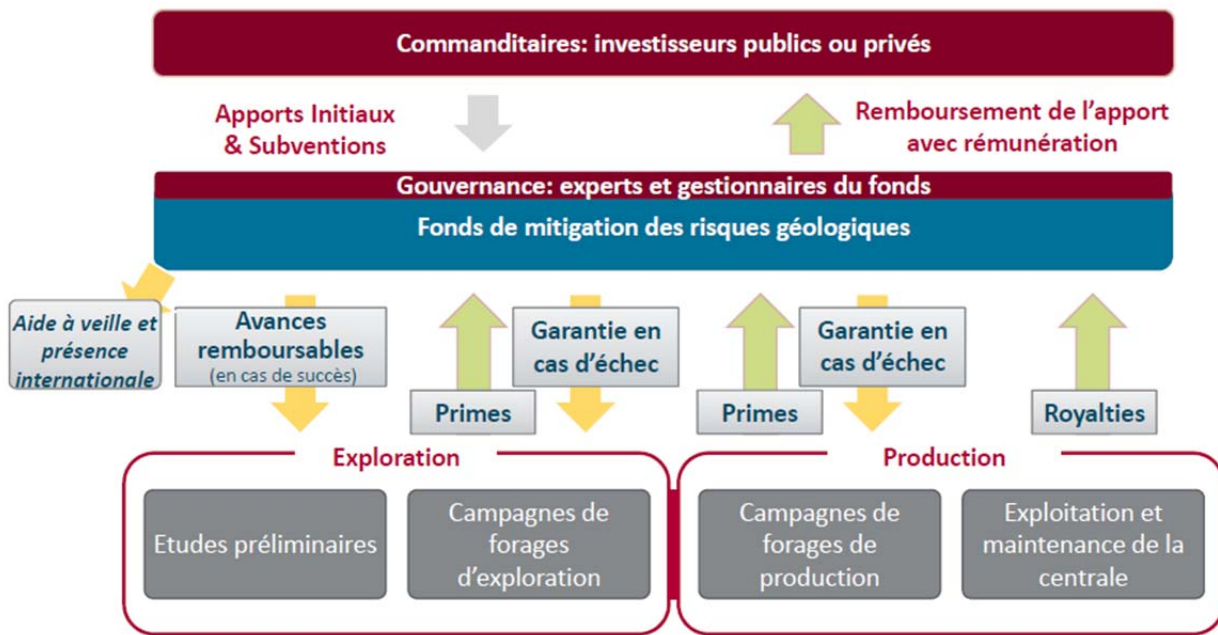 Commanditaires: investisseurs publics ou privés
Apports Initiaux
& Subventions
Remboursement de l’apport
avec rémunération
Gouvernance: experts et gestionnaires du fonds
Fonds de mitigation des risques géologiques
Aide à veille et
présence
internationale
Avances
remboursables
(en cas de succès)
Primes
Garantie en
cas d’échec
Primes
Garantie en
cas d’échec
Royalties
Exploration
Etudes préliminaires
Campagnes de
forages
d’exploration
Production
Campagnes de
forages de
production
Exploitation et
maintenance de la
centrale